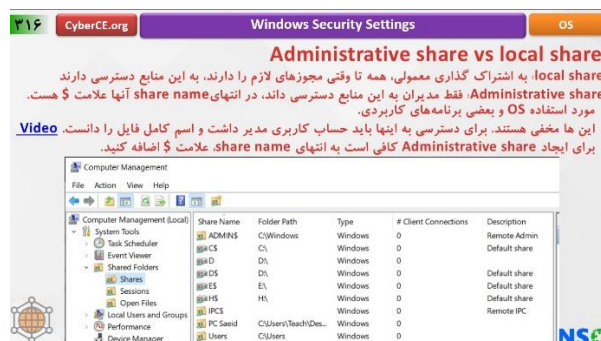 ۳۱۶ CyberCE.org Windows Security Settings OS
Administrative share vs local share
local share: به اشتراک گذاری معمولی، همه تا وقتی مجوزهای لازم را دارند، به این منابع دسترسی دارند
Administrative share: فقط مدیران به این منابع دسترسی داند، در انتهای share name آنها علامت $ هست.
مورد استفاده OS و بعضی برنامه‌های کاربردی.
این ها مخفی هستند. برای دسترسی به اینها باید حساب کاربری مدیر داشت و اسم کامل فایل را دانست. Video
برای ایجاد Administrative share کافی است به انتهای share name، علامت $ اضافه کنید.
Computer Management
File Action View Help
Computer Management (Local) Share Name Folder Path Type # Client Connections Description
System Tools ADMIN$ C:\Windows Windows 0 Remote Admin
Task Scheduler C$ C:\ Windows 0 Default share
Event Viewer D D:\ Windows 0
Shared Folders D$ D:\ Windows 0 Default share
Shares E$ E:\ Windows 0 Default share
Sessions H$ H:\ Windows 0 Default share
Open Files IPC$ Windows 0 Remote IPC
Local Users and Groups PC Saeid C:\Users\Teach\Des... Windows 0
Performance Users C:\Users Windows 0
Device Manager